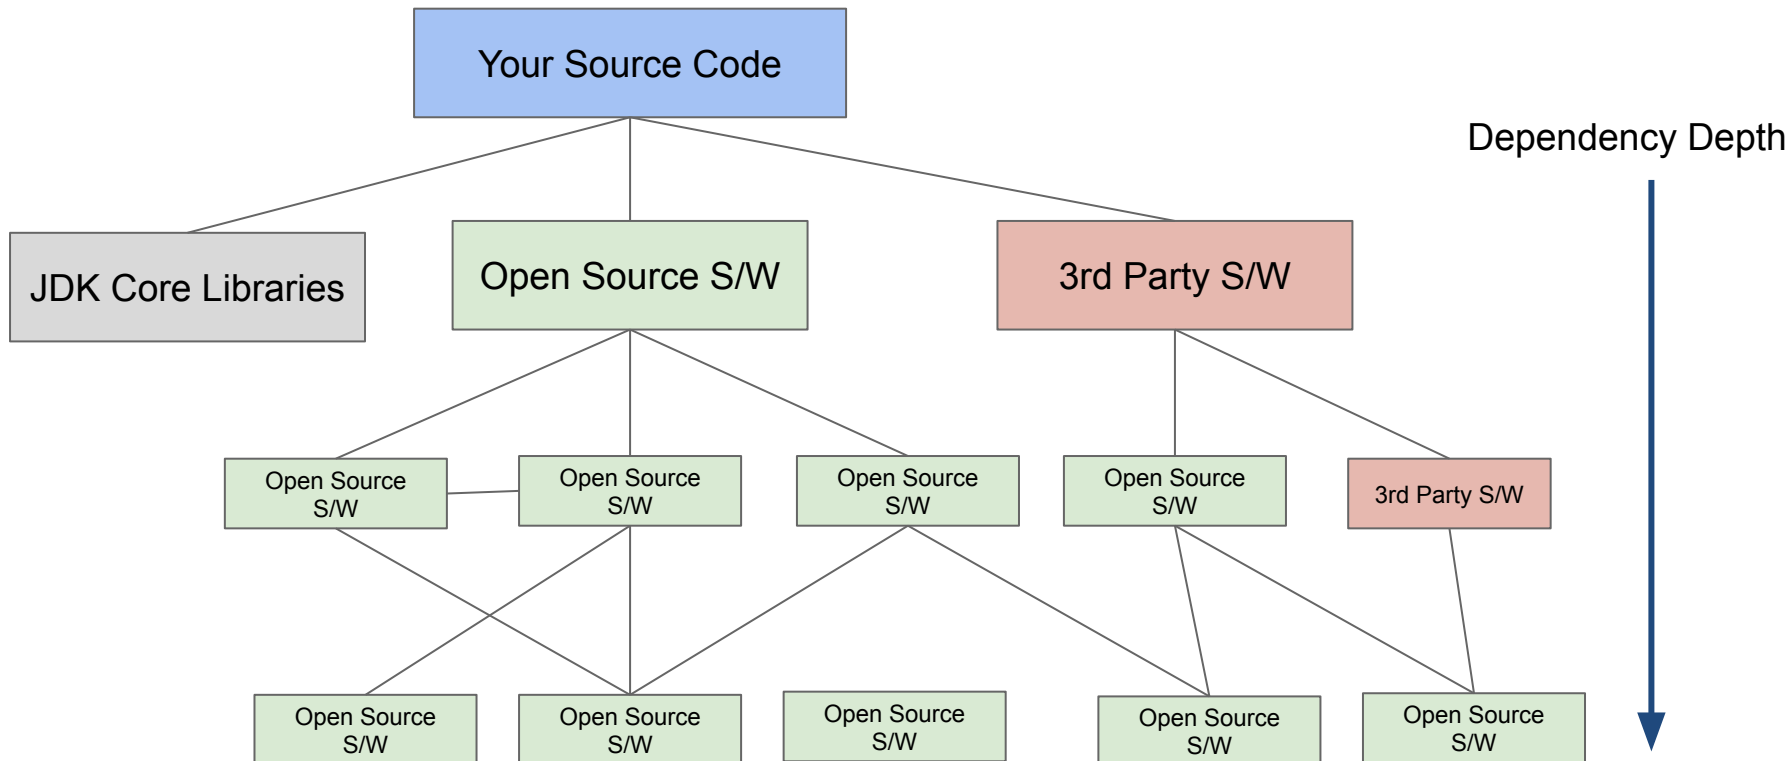 Your Source Code
Dependency Depth
JDK Core Libraries
Open Source S/W
3rd Party S/W
Open Source
S/W
Open Source
S/W
Open Source
S/W
Open Source
S/W
3rd Party S/W
Open Source
S/W
Open Source
S/W
Open Source
S/W
Open Source
S/W
Open Source
S/W